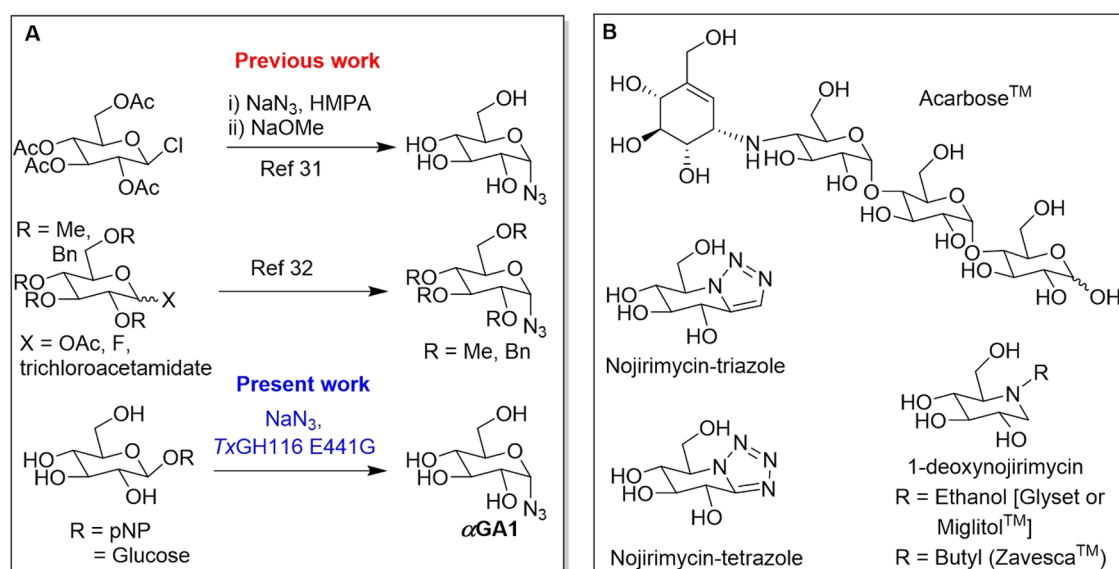 A
Previous work
OAc
AcO
AcO
O
Cl
OAc
i) NaN₃, HMPA
ii) NaOMe
Ref 31
OH
HO
HO
O
HO
N₃
R = Me,
Bn
OR
RO
RO
O
X
OR
X = OAc, F,
trichloroacetamidate
Ref 32
OR
RO
RO
O
RO
N₃
R = Me, Bn
Present work
OH
HO
HO
O
OR
OH
R = pNP
= Glucose
NaN₃,
TxGH116 E441G
OH
HO
HO
O
HO
N₃
αGA1
B
OH
HO
HO
OH
N
H
OH
O
HO
HO
O
OH
O
HO
HO
O
OH
O
HO
HO
OH
Acarbose™
OH
HO
HO
HO
N
N
N
Nojirimycin-triazole
OH
HO
HO
HO
N
N
N
N
Nojirimycin-tetrazole
OH
R
N
HO
HO
OH
1-deoxynojirimycin
R = Ethanol [Glyset or
Miglitol™]
R = Butyl (Zavesca™)